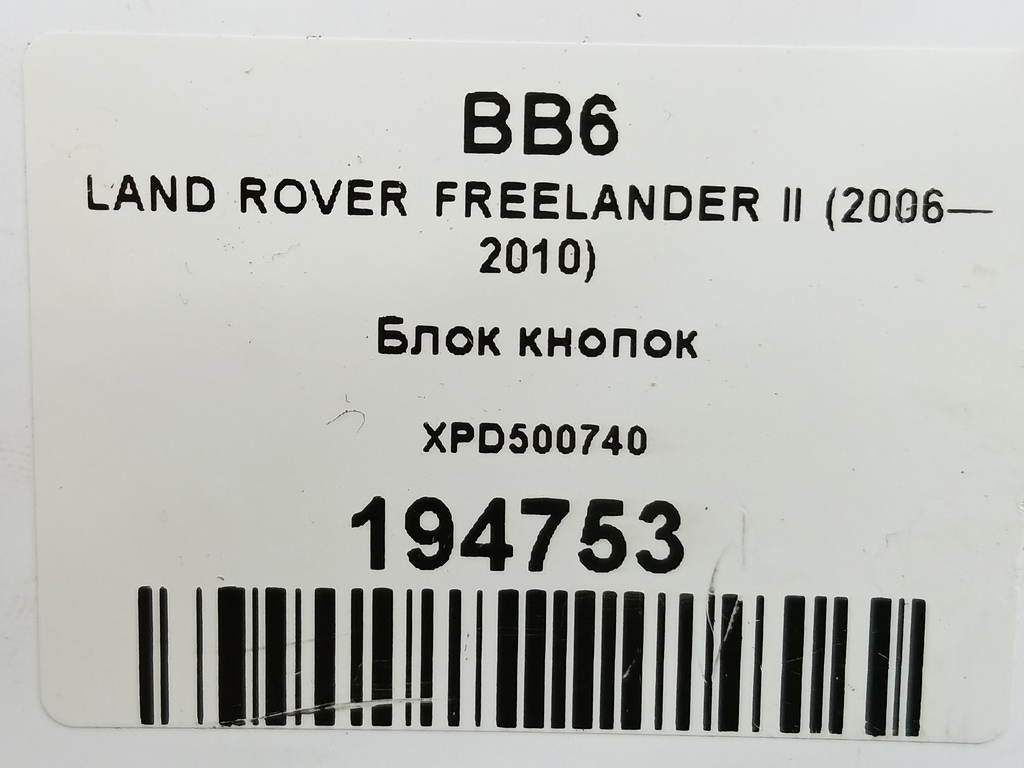 BB6
LAND ROVER FREELANDER II (2006—
2010)
Блок кнопок
XPD500740
194753